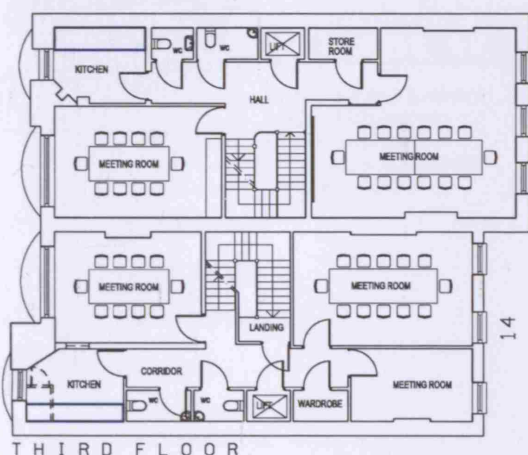 KITCHEN
WC
WC
LIFT
STORE
ROOM
HALL
MEETING ROOM
MEETING ROOM
MEETING ROOM
MEETING ROOM
LANDING
14
KITCHEN
CORRIDOR
MEETING ROOM
WC
WC
LIFT
WARDROBE
THIRD FLOOR